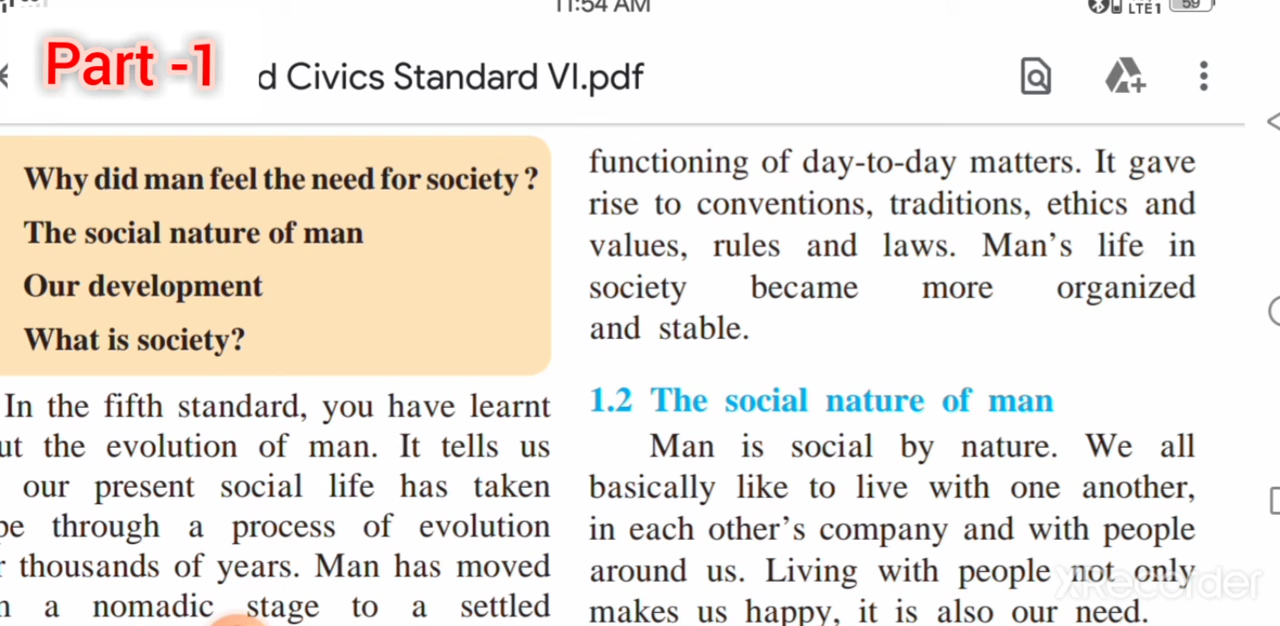 11:54 AM
LTE1
59
Part -1
d Civics Standard VI.pdf
Why did man feel the need for society ?
The social nature of man
Our development
What is society?
In the fifth standard, you have learnt
ut the evolution of man. It tells us
our present social life has taken
pe through a process of evolution
r thousands of years. Man has moved
a nomadic stage to a settled
functioning of day-to-day matters. It gave
rise to conventions, traditions, ethics and
values, rules and laws. Man's life in
society became more organized
and stable.
1.2 The social nature of man
Man is social by nature. We all
basically like to live with one another,
in each other's company and with people
around us. Living with people not only
makes us happy, it is also our need.
XRecorder